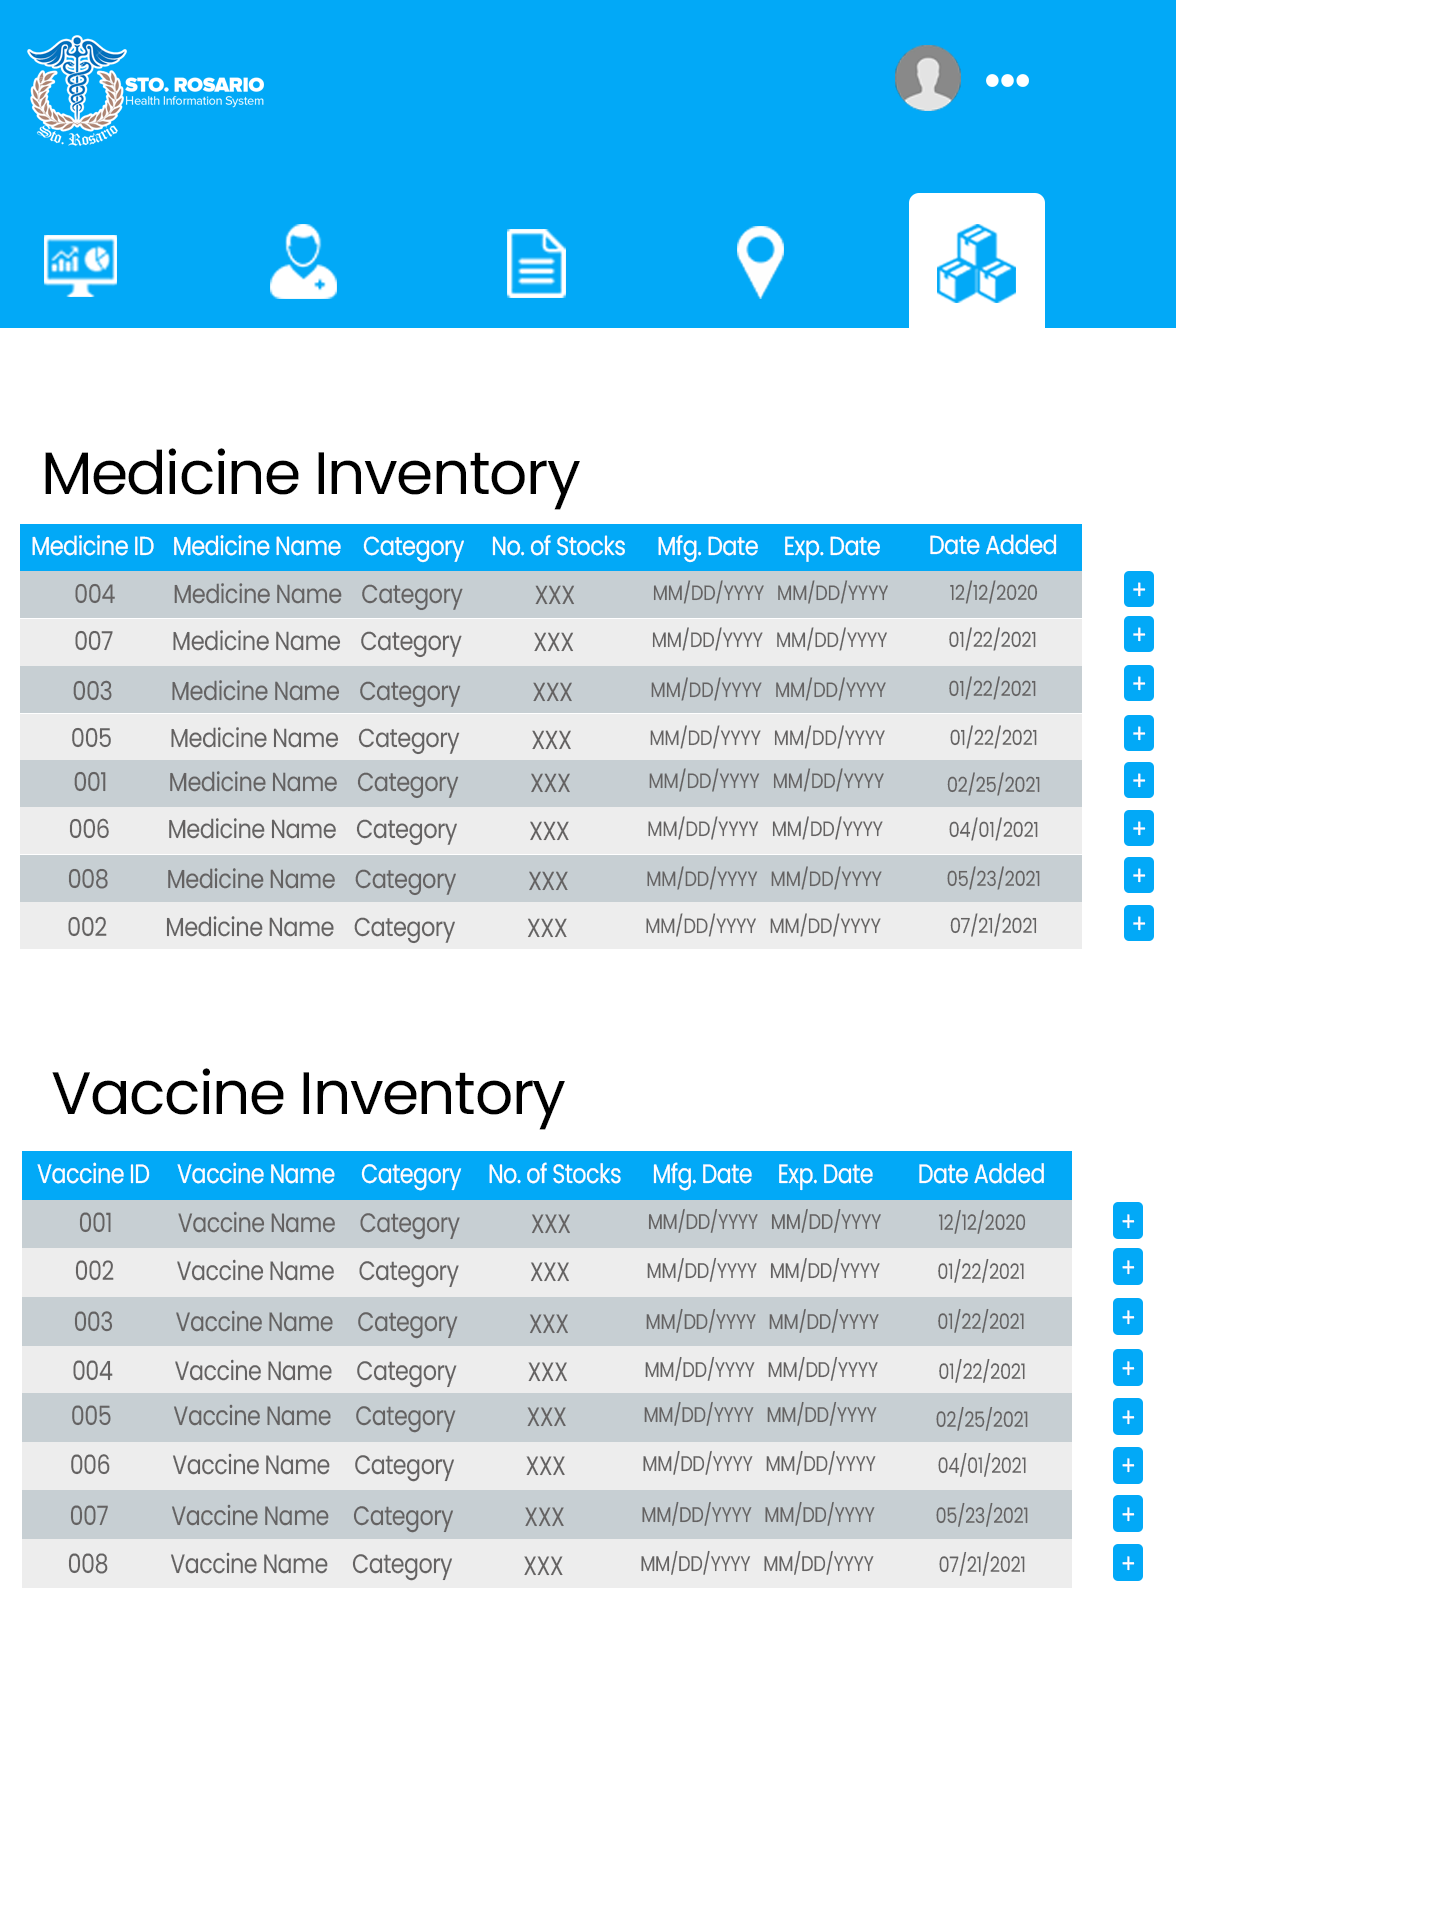 STO. ROSARIO
Health Information System
Sto. Rosario
Medicine Inventory
Medicine ID Medicine Name Category No. of Stocks Mfg. Date Exp. Date Date Added
004 Medicine Name Category XXX MM/DD/YYYY MM/DD/YYYY 12/12/2020 +
007 Medicine Name Category XXX MM/DD/YYYY MM/DD/YYYY 01/22/2021 +
003 Medicine Name Category XXX MM/DD/YYYY MM/DD/YYYY 01/22/2021 +
005 Medicine Name Category XXX MM/DD/YYYY MM/DD/YYYY 01/22/2021 +
001 Medicine Name Category XXX MM/DD/YYYY MM/DD/YYYY 02/25/2021 +
006 Medicine Name Category XXX MM/DD/YYYY MM/DD/YYYY 04/01/2021 +
008 Medicine Name Category XXX MM/DD/YYYY MM/DD/YYYY 05/23/2021 +
002 Medicine Name Category XXX MM/DD/YYYY MM/DD/YYYY 07/21/2021 +
Vaccine Inventory
Vaccine ID Vaccine Name Category No. of Stocks Mfg. Date Exp. Date Date Added
001 Vaccine Name Category XXX MM/DD/YYYY MM/DD/YYYY 12/12/2020 +
002 Vaccine Name Category XXX MM/DD/YYYY MM/DD/YYYY 01/22/2021 +
003 Vaccine Name Category XXX MM/DD/YYYY MM/DD/YYYY 01/22/2021 +
004 Vaccine Name Category XXX MM/DD/YYYY MM/DD/YYYY 01/22/2021 +
005 Vaccine Name Category XXX MM/DD/YYYY MM/DD/YYYY 02/25/2021 +
006 Vaccine Name Category XXX MM/DD/YYYY MM/DD/YYYY 04/01/2021 +
007 Vaccine Name Category XXX MM/DD/YYYY MM/DD/YYYY 05/23/2021 +
008 Vaccine Name Category XXX MM/DD/YYYY MM/DD/YYYY 07/21/2021 +